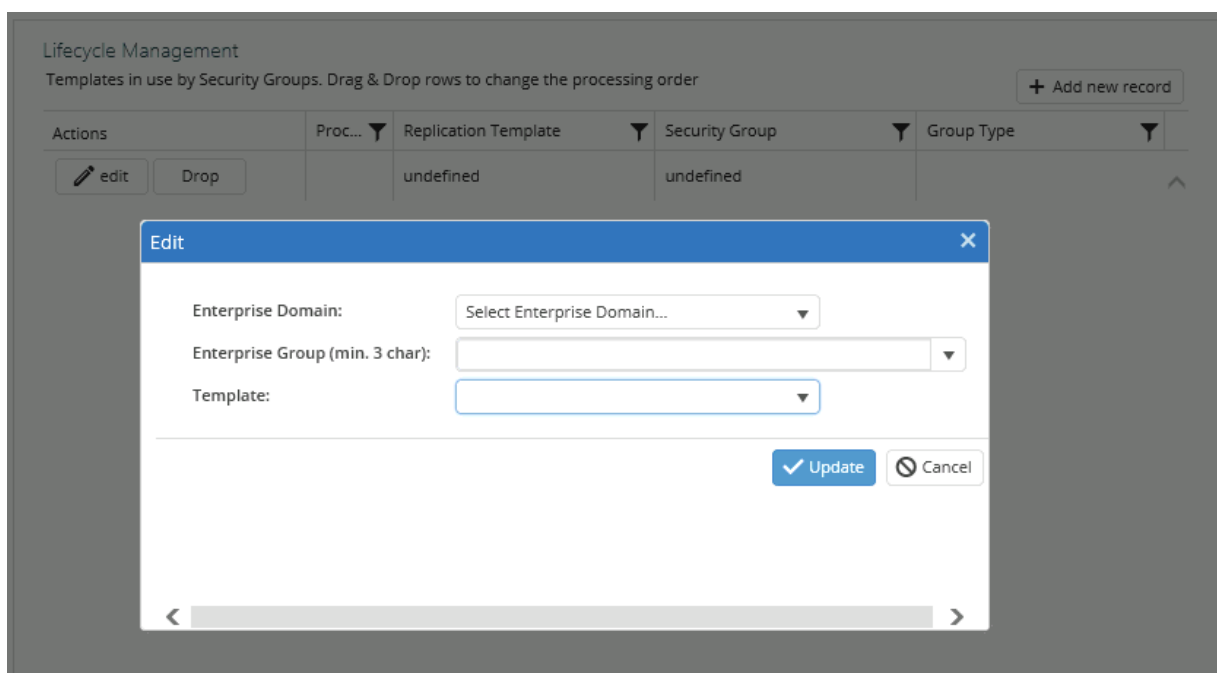 Lifecycle Management
Templates in use by Security Groups. Drag & Drop rows to change the processing order
+ Add new record
Actions Proc... Replication Template Security Group Group Type
edit Drop undefined undefined
Edit
Enterprise Domain: Select Enterprise Domain...
Enterprise Group (min. 3 char):
Template:
Update Cancel